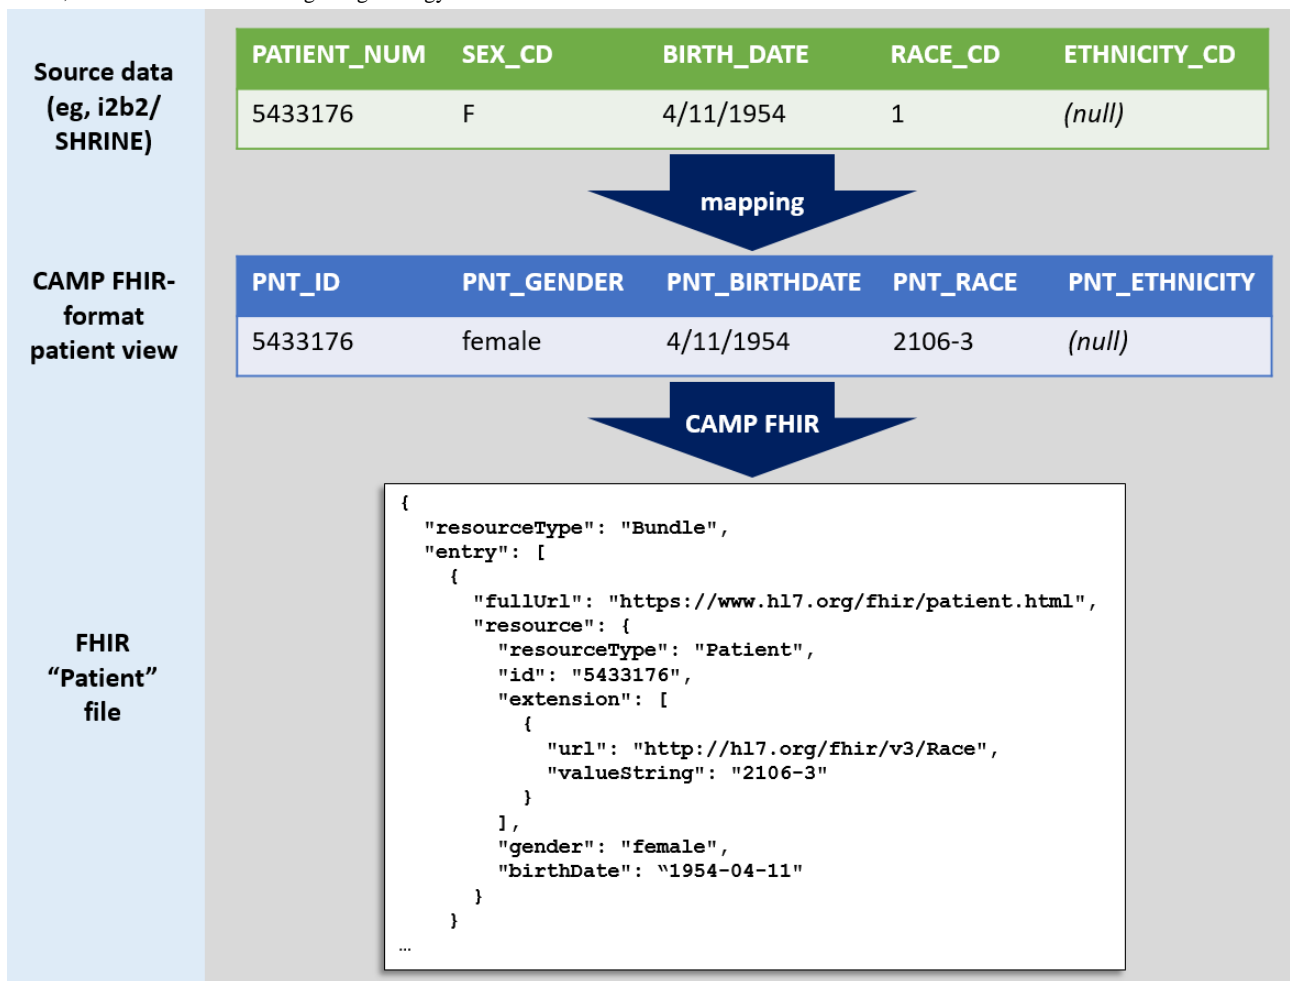 Source data
(eg, i2b2/
SHRINE)
PATIENT_NUM SEX_CD BIRTH_DATE RACE_CD ETHNICITY_CD
5433176 F 4/11/1954 1 (null)
mapping
CAMP FHIR-
format
patient view
PNT_ID PNT_GENDER PNT_BIRTHDATE PNT_RACE PNT_ETHNICITY
5433176 female 4/11/1954 2106-3 (null)
CAMP FHIR
FHIR
“Patient”
file
{
"resourceType": "Bundle",
"entry": [
{
"fullUrl": "https://www.hl7.org/fhir/patient.html",
"resource": {
"resourceType": "Patient",
"id": "5433176",
"extension": [
{
"url": "http://hl7.org/fhir/v3/Race",
"valueString": "2106-3"
}
],
"gender": "female",
"birthDate": “1954-04-11"
}
}
…